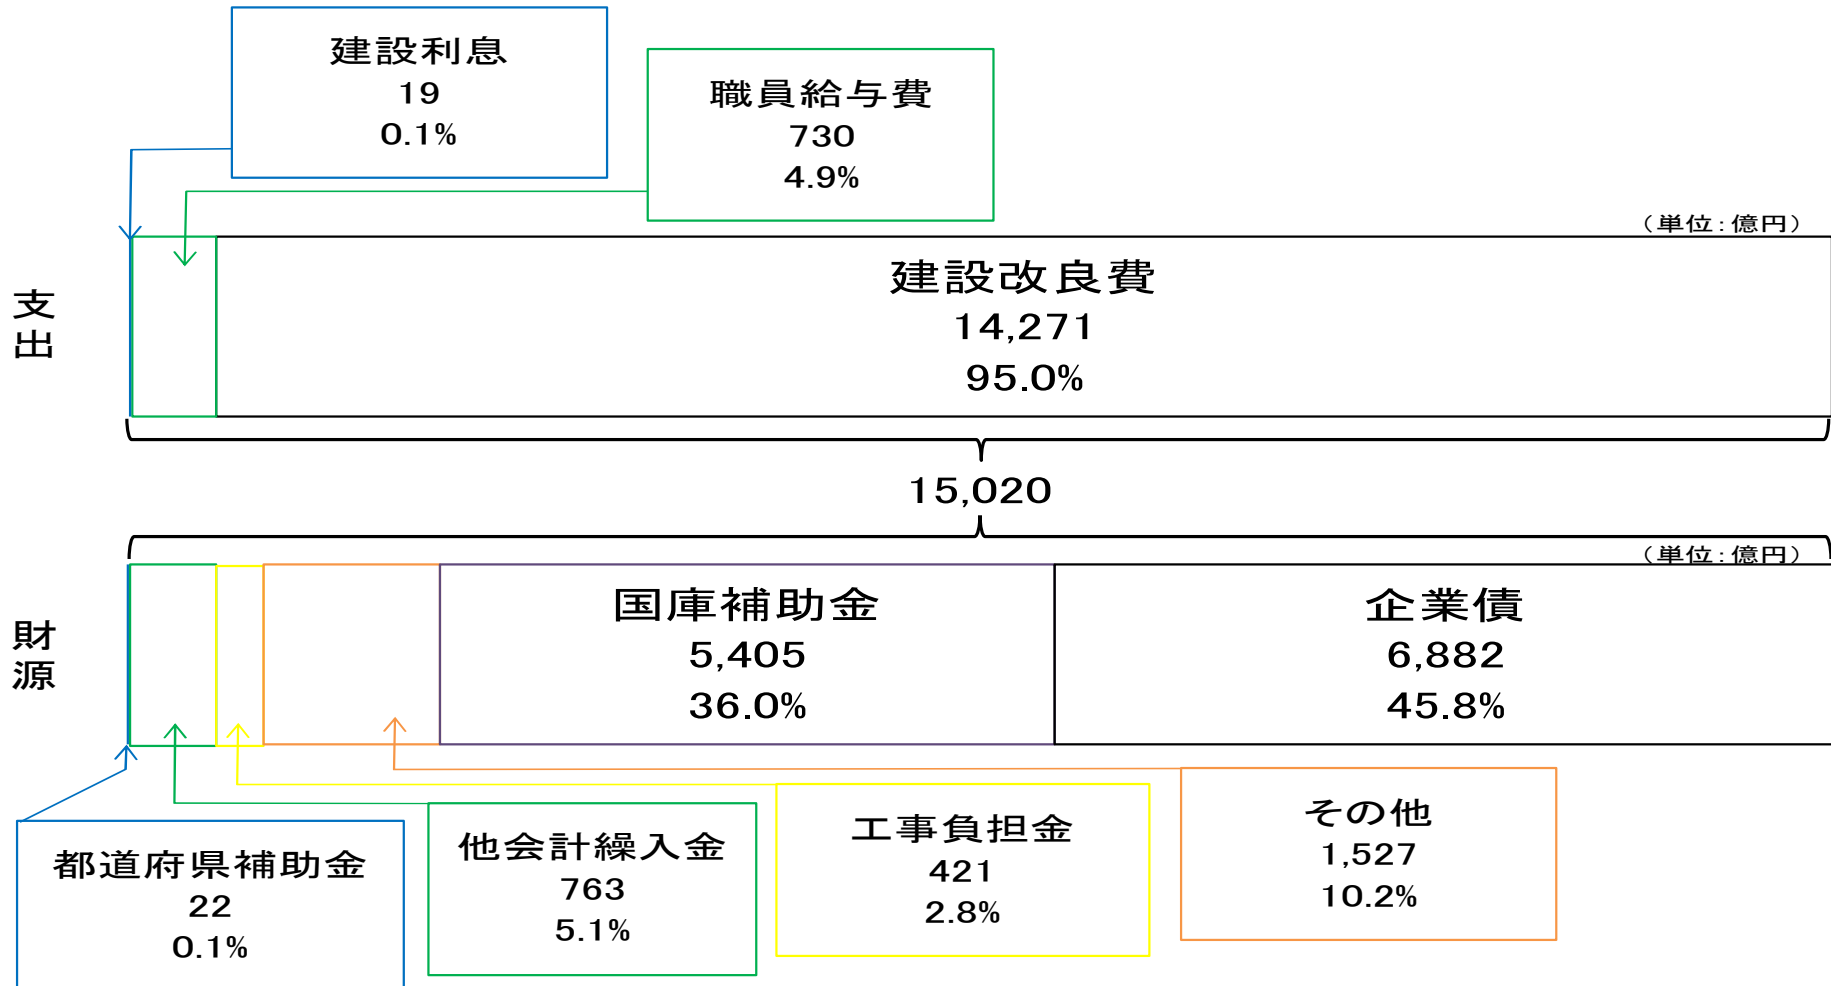 建設利息
19
0.1%
職員給与費
730
4.9%
（単位：億円）
支出
建設改良費
14,271
95.0%
15,020
（単位：億円）
財源
国庫補助金
5,405
36.0%
企業債
6,882
45.8%
都道府県補助金
22
0.1%
他会計繰入金
763
5.1%
工事負担金
421
2.8%
その他
1,527
10.2%